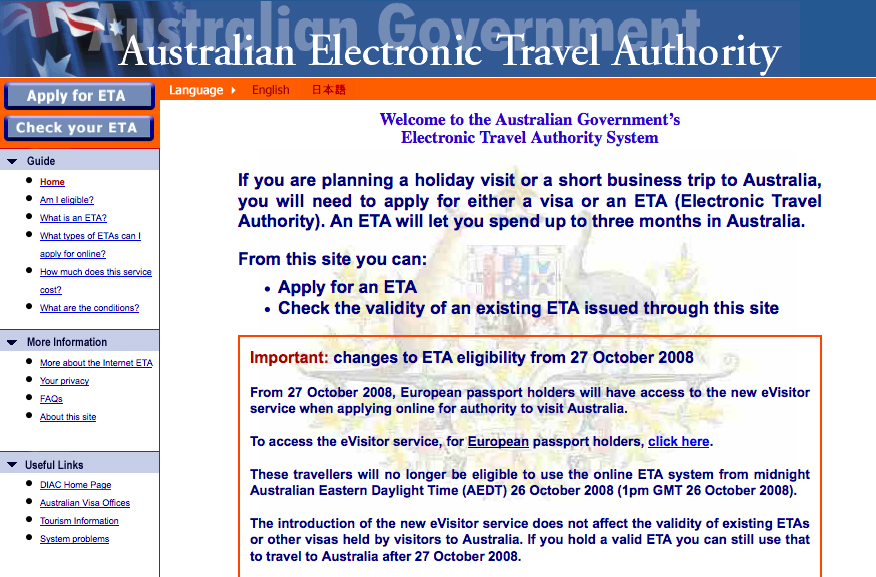 Australian Government
Australian Electronic Travel Authority
Apply for ETA
Check your ETA
Language
English
日本語
Guide
Home
Am I eligible?
What is an ETA?
What types of ETAs can I
apply for online?
How much does this service
cost?
What are the conditions?
More Information
More about the Internet ETA
Your privacy
FAQs
About this site
Useful Links
DIAC Home Page
Australian Visa Offices
Tourism Information
System problems
Welcome to the Australian Government's
Electronic Travel Authority System
If you are planning a holiday visit or a short business trip to Australia,
you will need to apply for either a visa or an ETA (Electronic Travel
Authority). An ETA will let you spend up to three months in Australia.
From this site you can:
• Apply for an ETA
• Check the validity of an existing ETA issued through this site
Important: changes to ETA eligibility from 27 October 2008
From 27 October 2008, European passport holders will have access to the new eVisitor
service when applying online for authority to visit Australia.
To access the eVisitor service, for European passport holders, click here.
These travellers will no longer be eligible to use the online ETA system from midnight
Australian Eastern Daylight Time (AEDT) 26 October 2008 (1pm GMT 26 October 2008).
The introduction of the new eVisitor service does not affect the validity of existing ETAs
or other visas held by visitors to Australia. If you hold a valid ETA you can still use that
to travel to Australia after 27 October 2008.